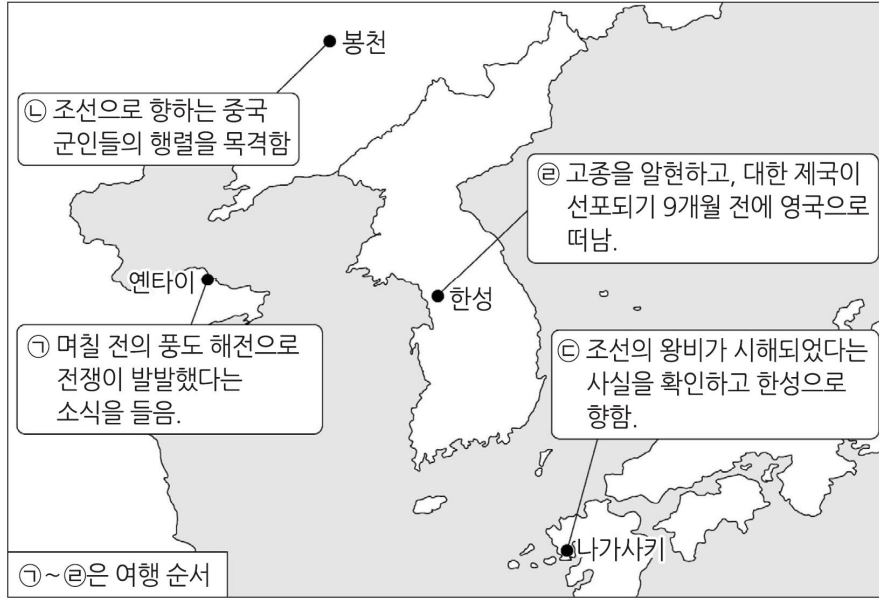 봉천
㉡ 조선으로 향하는 중국
군인들의 행렬을 목격함
㉣ 고종을 알현하고, 대한 제국이
선포되기 9개월 전에 영국으로
떠남.
옌타이
한성
㉠ 며칠 전의 풍도 해전으로
전쟁이 발발했다는
소식을 들음.
㉢ 조선의 왕비가 시해되었다는
사실을 확인하고 한성으로
향함.
나가사키
㉠~㉣은 여행 순서